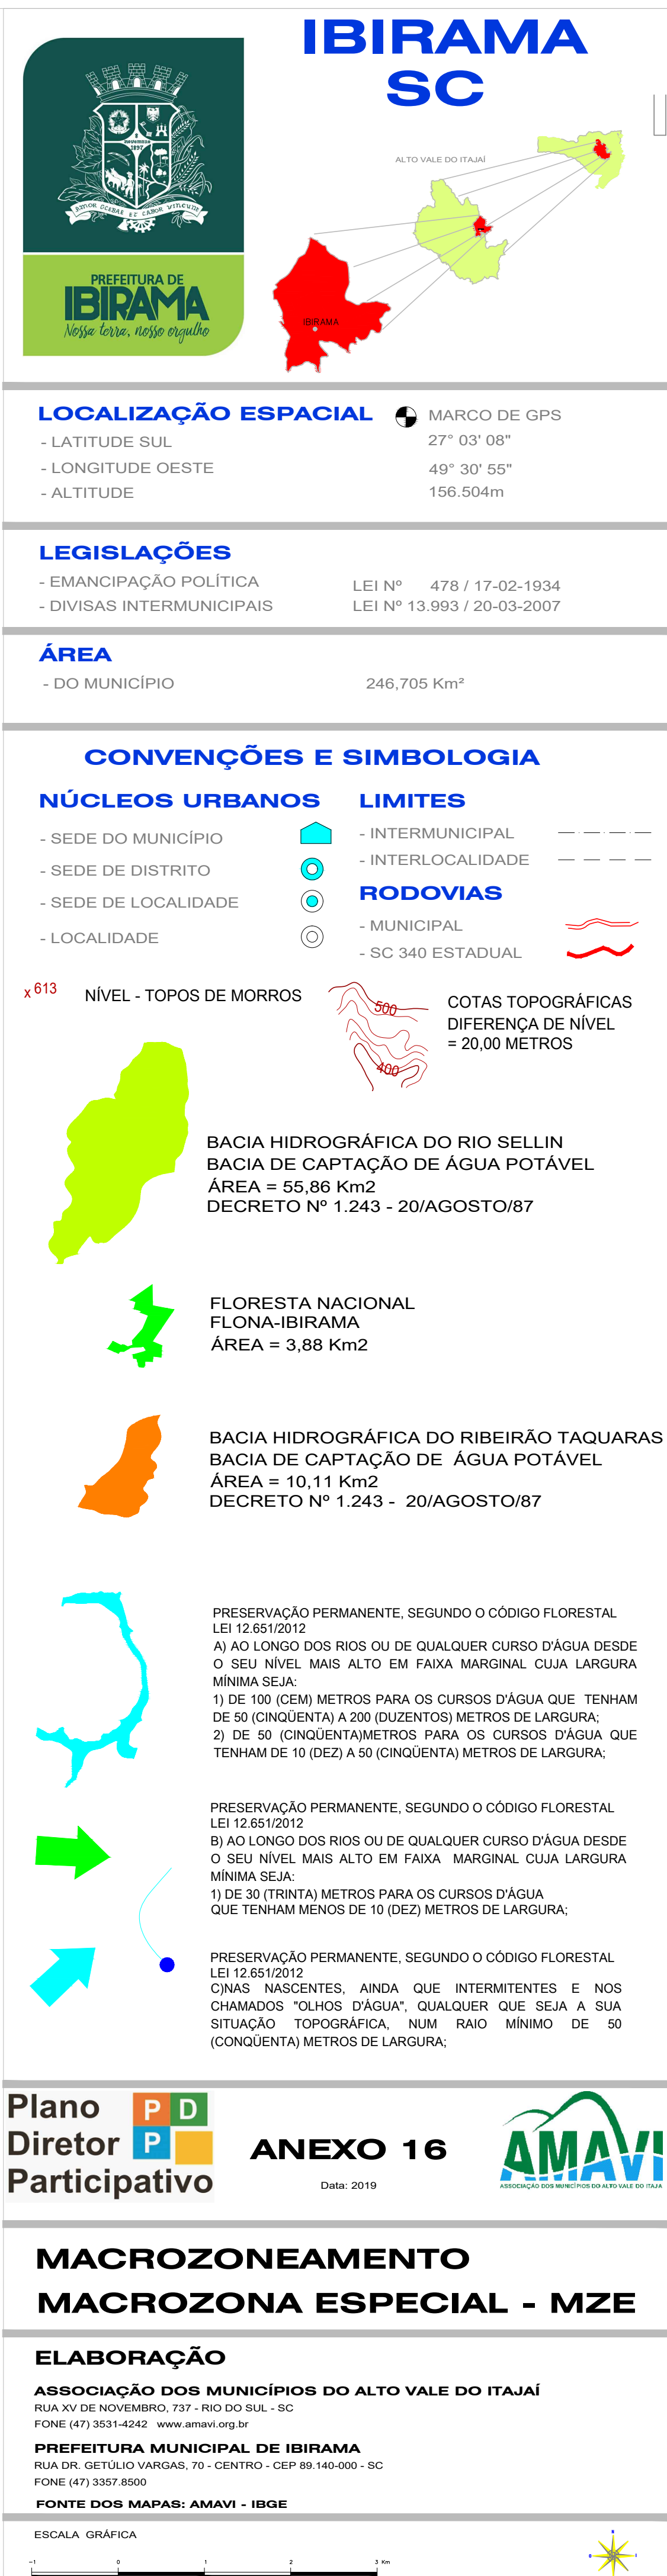 IBIRAMA
SC
ALTO VALE DO ITAJAÍ
PREFEITURA DE
IBIRAMA
Nossa terra, nosso orgulho
IBIRAMA
LOCALIZAÇÃO ESPACIAL MARCO DE GPS
- LATITUDE SUL 27° 03' 08"
- LONGITUDE OESTE 49° 30' 55"
- ALTITUDE 156.504m
LEGISLAÇÕES
- EMANCIPAÇÃO POLÍTICA LEI Nº 478 / 17-02-1934
- DIVISAS INTERMUNICIPAIS LEI Nº 13.993 / 20-03-2007
ÁREA
- DO MUNICÍPIO 246,705 Km²
CONVENÇÕES E SIMBOLOGIA
NÚCLEOS URBANOS
- SEDE DO MUNICÍPIO
- SEDE DE DISTRITO
- SEDE DE LOCALIDADE
- LOCALIDADE
LIMITES
- INTERMUNICIPAL
- INTERLOCALIDADE
RODOVIAS
- MUNICIPAL
- SC 340 ESTADUAL
x 613 NÍVEL - TOPOS DE MORROS
500
400
COTAS TOPOGRÁFICAS
DIFERENÇA DE NÍVEL
= 20,00 METROS
BACIA HIDROGRÁFICA DO RIO SELLIN
BACIA DE CAPTAÇÃO DE ÁGUA POTÁVEL
ÁREA = 55,86 Km2
DECRETO Nº 1.243 - 20/AGOSTO/87
FLORESTA NACIONAL
FLONA-IBIRAMA
ÁREA = 3,88 Km2
BACIA HIDROGRÁFICA DO RIBEIRÃO TAQUARAS
BACIA DE CAPTAÇÃO DE ÁGUA POTÁVEL
ÁREA = 10,11 Km2
DECRETO Nº 1.243 - 20/AGOSTO/87
PRESERVAÇÃO PERMANENTE, SEGUNDO O CÓDIGO FLORESTAL
LEI 12.651/2012
A) AO LONGO DOS RIOS OU DE QUALQUER CURSO D'ÁGUA DESDE
O SEU NÍVEL MAIS ALTO EM FAIXA MARGINAL CUJA LARGURA
MÍNIMA SEJA:
1) DE 100 (CEM) METROS PARA OS CURSOS D'ÁGUA QUE TENHAM
DE 50 (CINQÜENTA) A 200 (DUZENTOS) METROS DE LARGURA;
2) DE 50 (CINQÜENTA)METROS PARA OS CURSOS D'ÁGUA QUE
TENHAM DE 10 (DEZ) A 50 (CINQÜENTA) METROS DE LARGURA;
PRESERVAÇÃO PERMANENTE, SEGUNDO O CÓDIGO FLORESTAL
LEI 12.651/2012
B) AO LONGO DOS RIOS OU DE QUALQUER CURSO D'ÁGUA DESDE
O SEU NÍVEL MAIS ALTO EM FAIXA MARGINAL CUJA LARGURA
MÍNIMA SEJA:
1) DE 30 (TRINTA) METROS PARA OS CURSOS D'ÁGUA
QUE TENHAM MENOS DE 10 (DEZ) METROS DE LARGURA;
PRESERVAÇÃO PERMANENTE, SEGUNDO O CÓDIGO FLORESTAL
LEI 12.651/2012
C)NAS NASCENTES, AINDA QUE INTERMITENTES E NOS
CHAMADOS "OLHOS D'ÁGUA", QUALQUER QUE SEJA A SUA
SITUAÇÃO TOPOGRÁFICA, NUM RAIO MÍNIMO DE 50
(CONQÜENTA) METROS DE LARGURA;
Plano
Diretor
Participativo
P D
P
ANEXO 16
Data: 2019
AMAVI
ASSOCIAÇÃO DOS MUNICÍPIOS DO ALTO VALE DO ITAJAÍ
MACROZONEAMENTO
MACROZONA ESPECIAL - MZE
ELABORAÇÃO
ASSOCIAÇÃO DOS MUNICÍPIOS DO ALTO VALE DO ITAJAÍ
RUA XV DE NOVEMBRO, 737 - RIO DO SUL - SC
FONE (47) 3531-4242 www.amavi.org.br
PREFEITURA MUNICIPAL DE IBIRAMA
RUA DR. GETÚLIO VARGAS, 70 - CENTRO - CEP 89.140-000 - SC
FONE (47) 3357.8500
FONTE DOS MAPAS: AMAVI - IBGE
ESCALA GRÁFICA
-1 0 1 2 3 Km